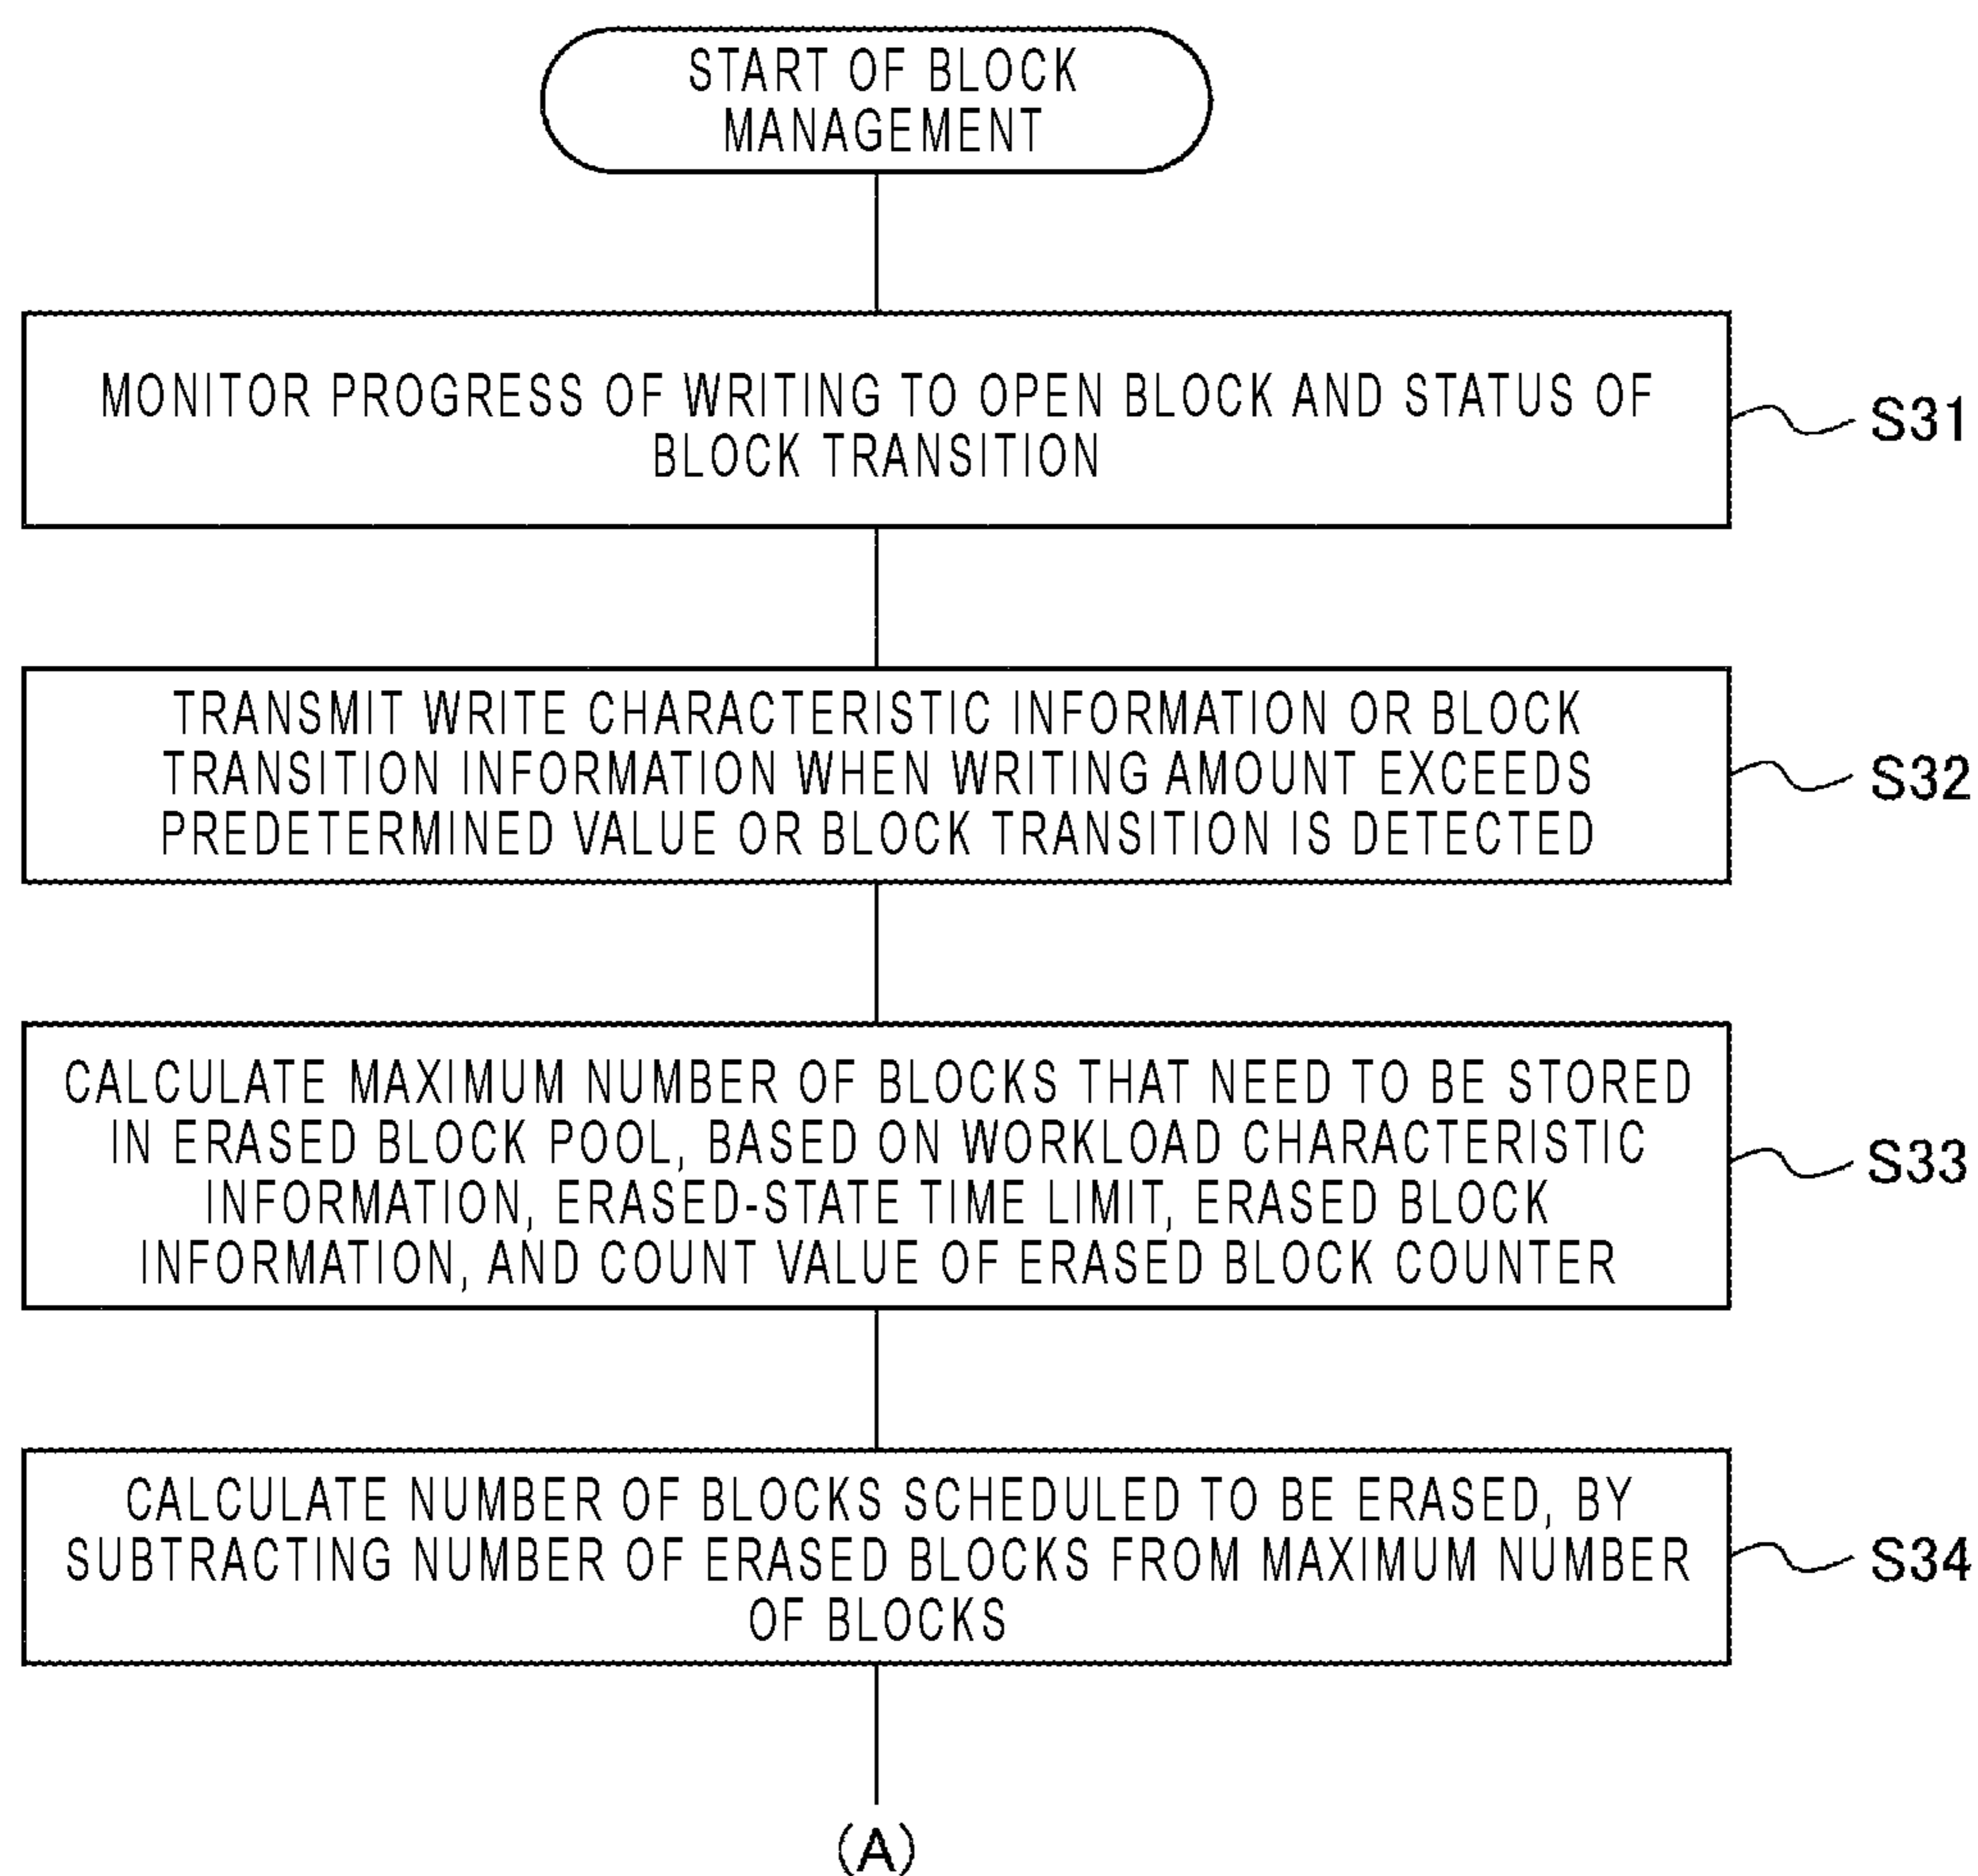 START OF BLOCK
MANAGEMENT
MONITOR PROGRESS OF WRITING TO OPEN BLOCK AND STATUS OF
BLOCK TRANSITION
S31
TRANSMIT WRITE CHARACTERISTIC INFORMATION OR BLOCK
TRANSITION INFORMATION WHEN WRITING AMOUNT EXCEEDS
PREDETERMINED VALUE OR BLOCK TRANSITION IS DETECTED
S32
CALCULATE MAXIMUM NUMBER OF BLOCKS THAT NEED TO BE STORED
IN ERASED BLOCK POOL, BASED ON WORKLOAD CHARACTERISTIC
INFORMATION, ERASED-STATE TIME LIMIT, ERASED BLOCK
INFORMATION, AND COUNT VALUE OF ERASED BLOCK COUNTER
S33
CALCULATE NUMBER OF BLOCKS SCHEDULED TO BE ERASED, BY
SUBTRACTING NUMBER OF ERASED BLOCKS FROM MAXIMUM NUMBER
OF BLOCKS
S34
(A)